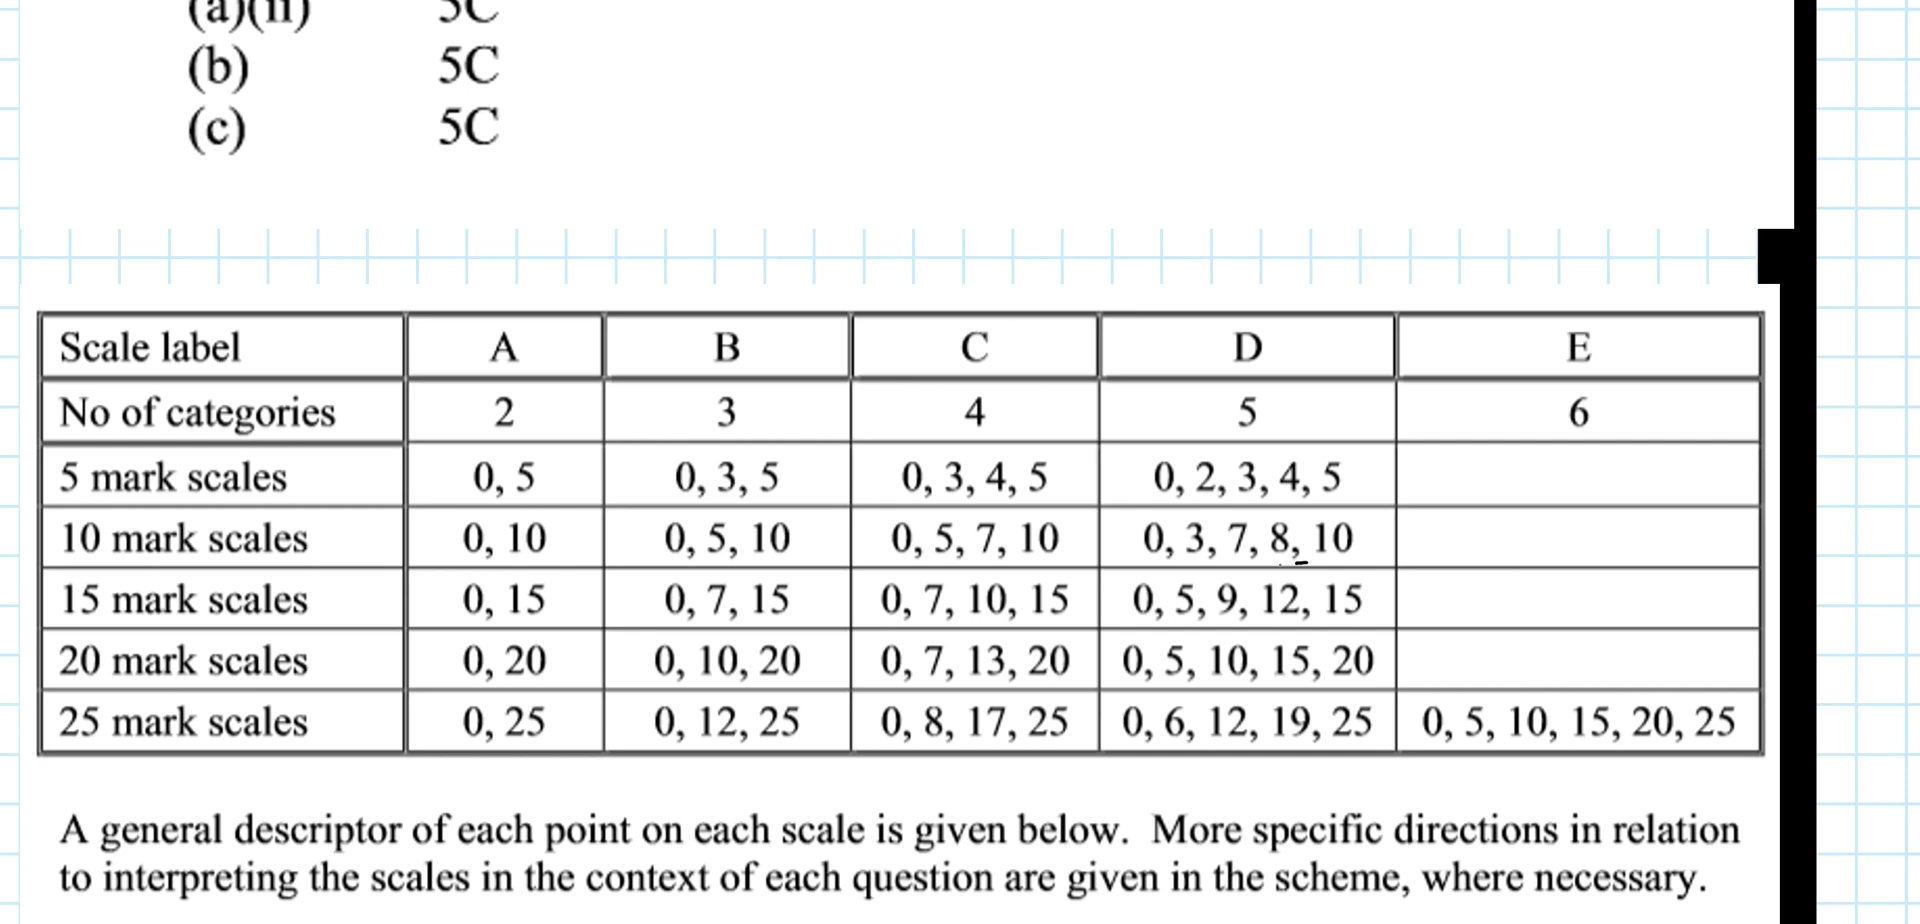 (a)(ii) 5C
(b) 5C
(c) 5C
Scale label A B C D E
No of categories 2 3 4 5 6
5 mark scales 0, 5 0, 3, 5 0, 3, 4, 5 0, 2, 3, 4, 5
10 mark scales 0, 10 0, 5, 10 0, 5, 7, 10 0, 3, 7, 8, 10
15 mark scales 0, 15 0, 7, 15 0, 7, 10, 15 0, 5, 9, 12, 15
20 mark scales 0, 20 0, 10, 20 0, 7, 13, 20 0, 5, 10, 15, 20
25 mark scales 0, 25 0, 12, 25 0, 8, 17, 25 0, 6, 12, 19, 25 0, 5, 10, 15, 20, 25
A general descriptor of each point on each scale is given below. More specific directions in relation
to interpreting the scales in the context of each question are given in the scheme, where necessary.